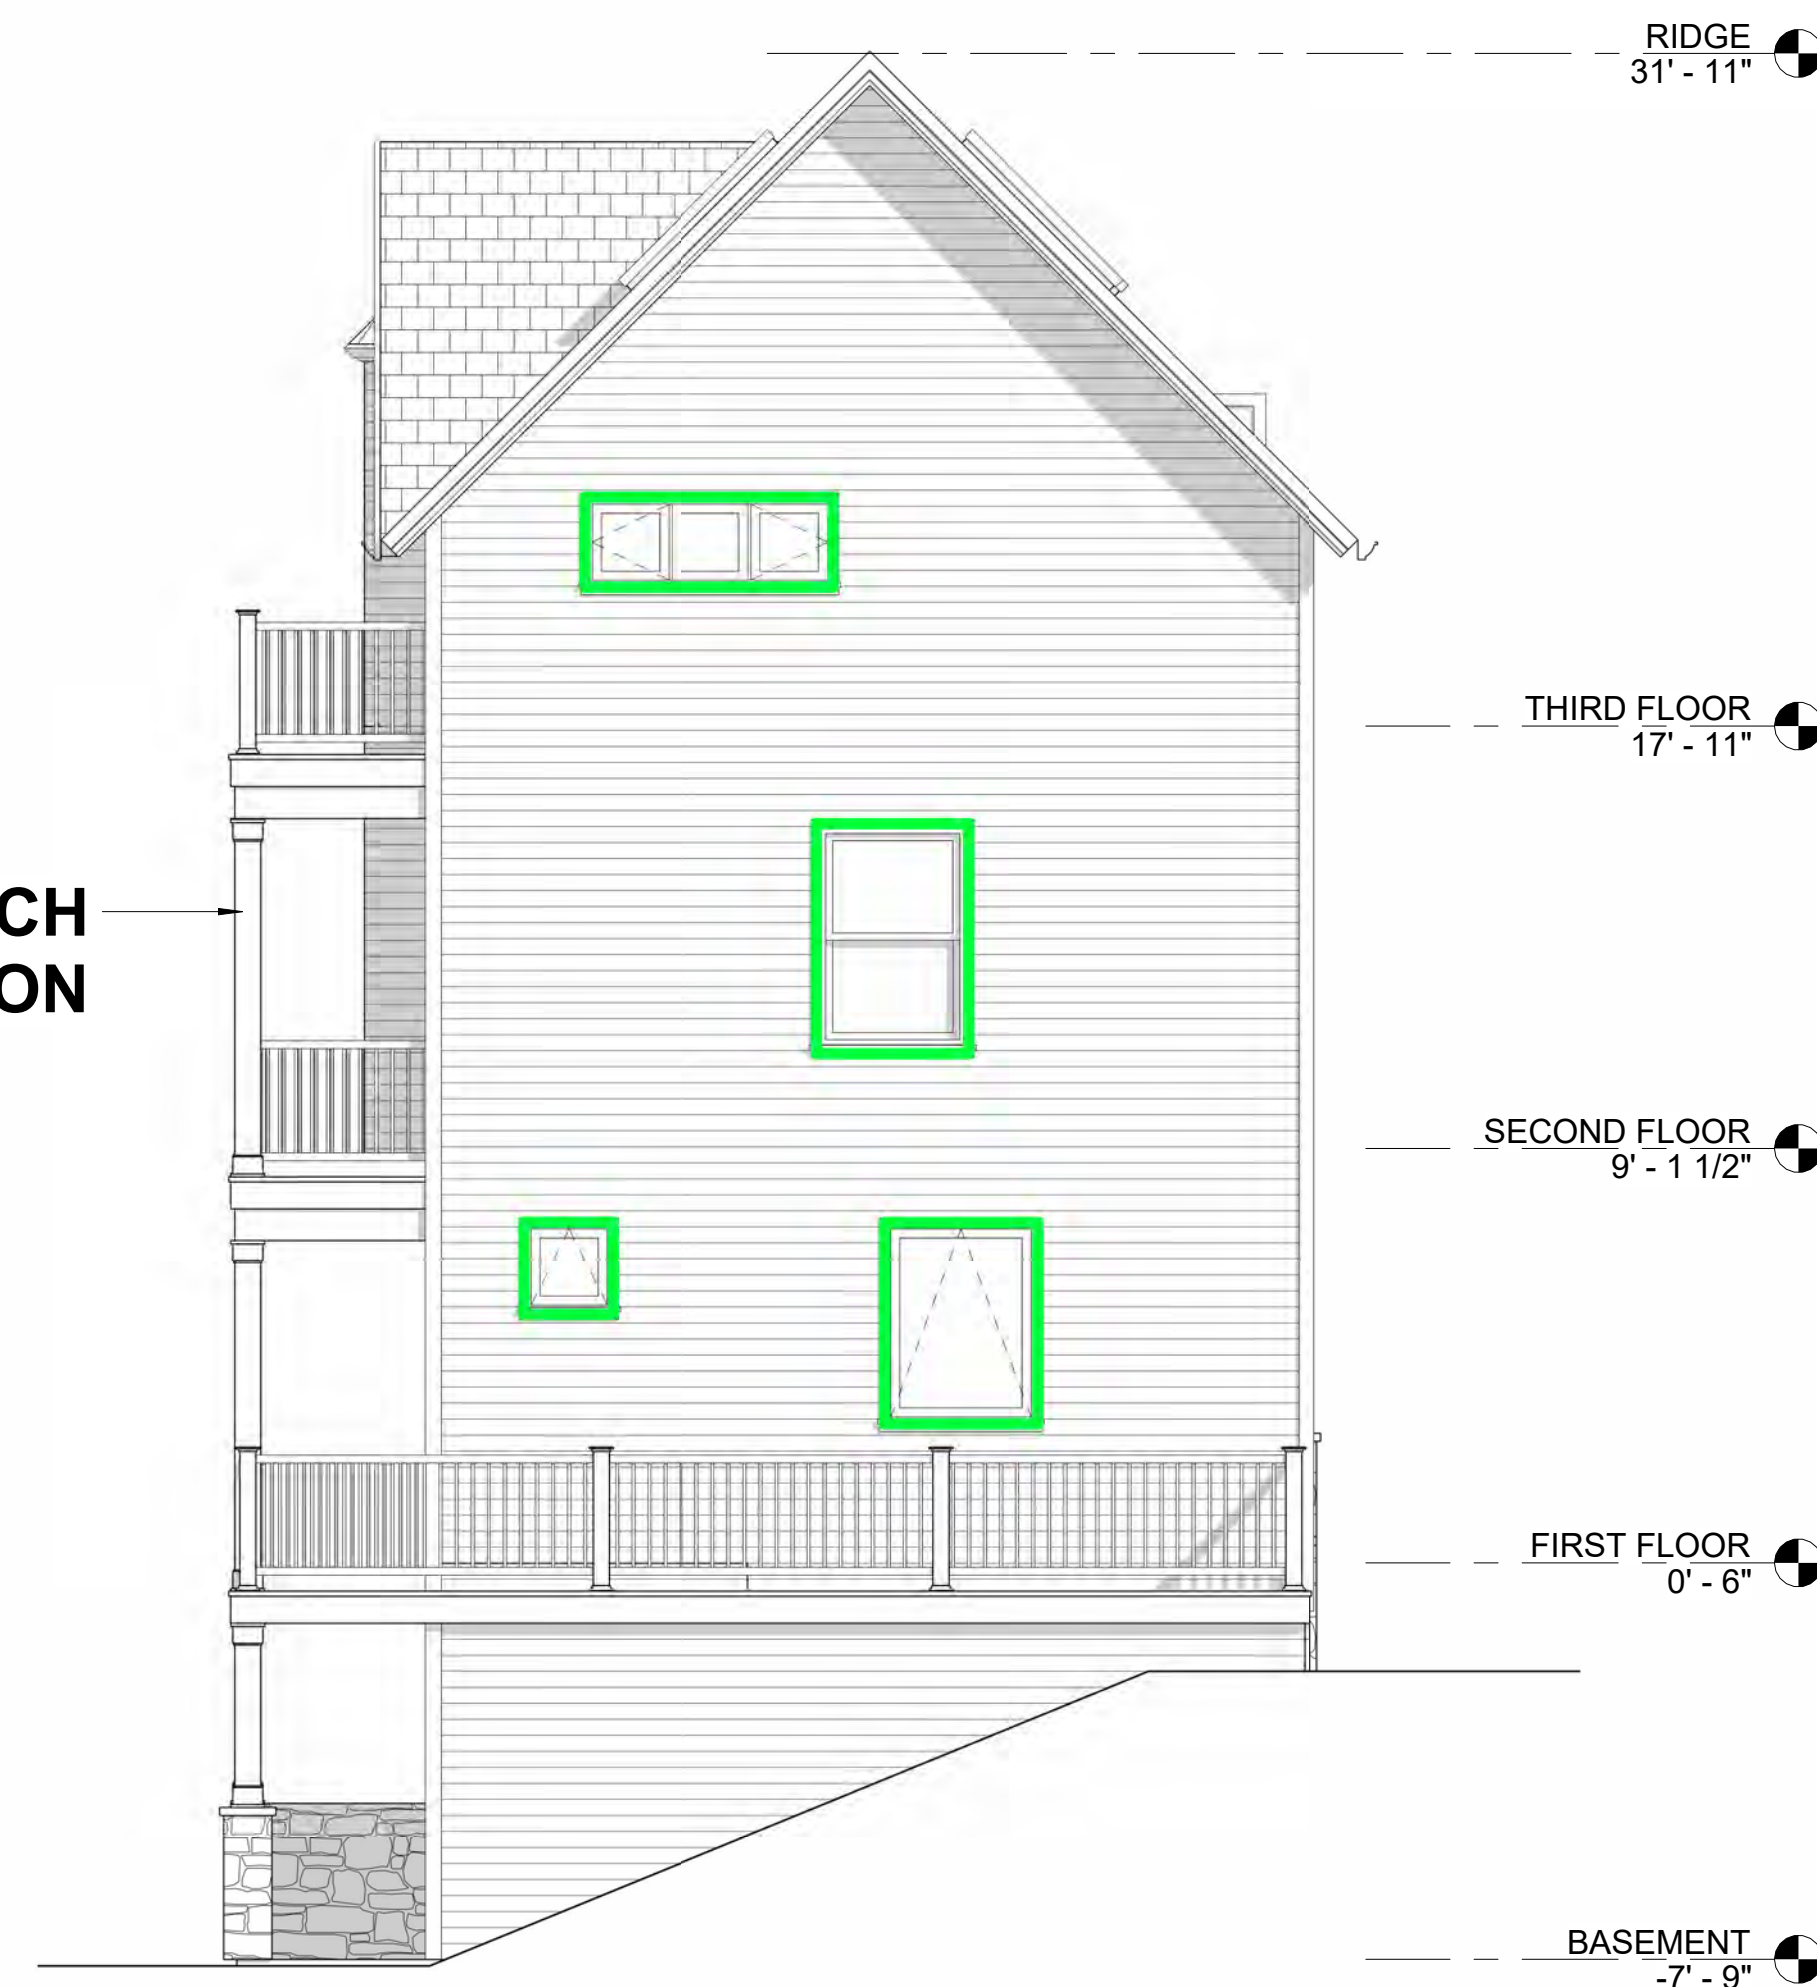 RIDGE
31' - 11"
THIRD FLOOR
17' - 11"
CH
ON
SECOND FLOOR
9' - 1 1/2"
FIRST FLOOR
0' - 6"
BASEMENT
-7' - 9"